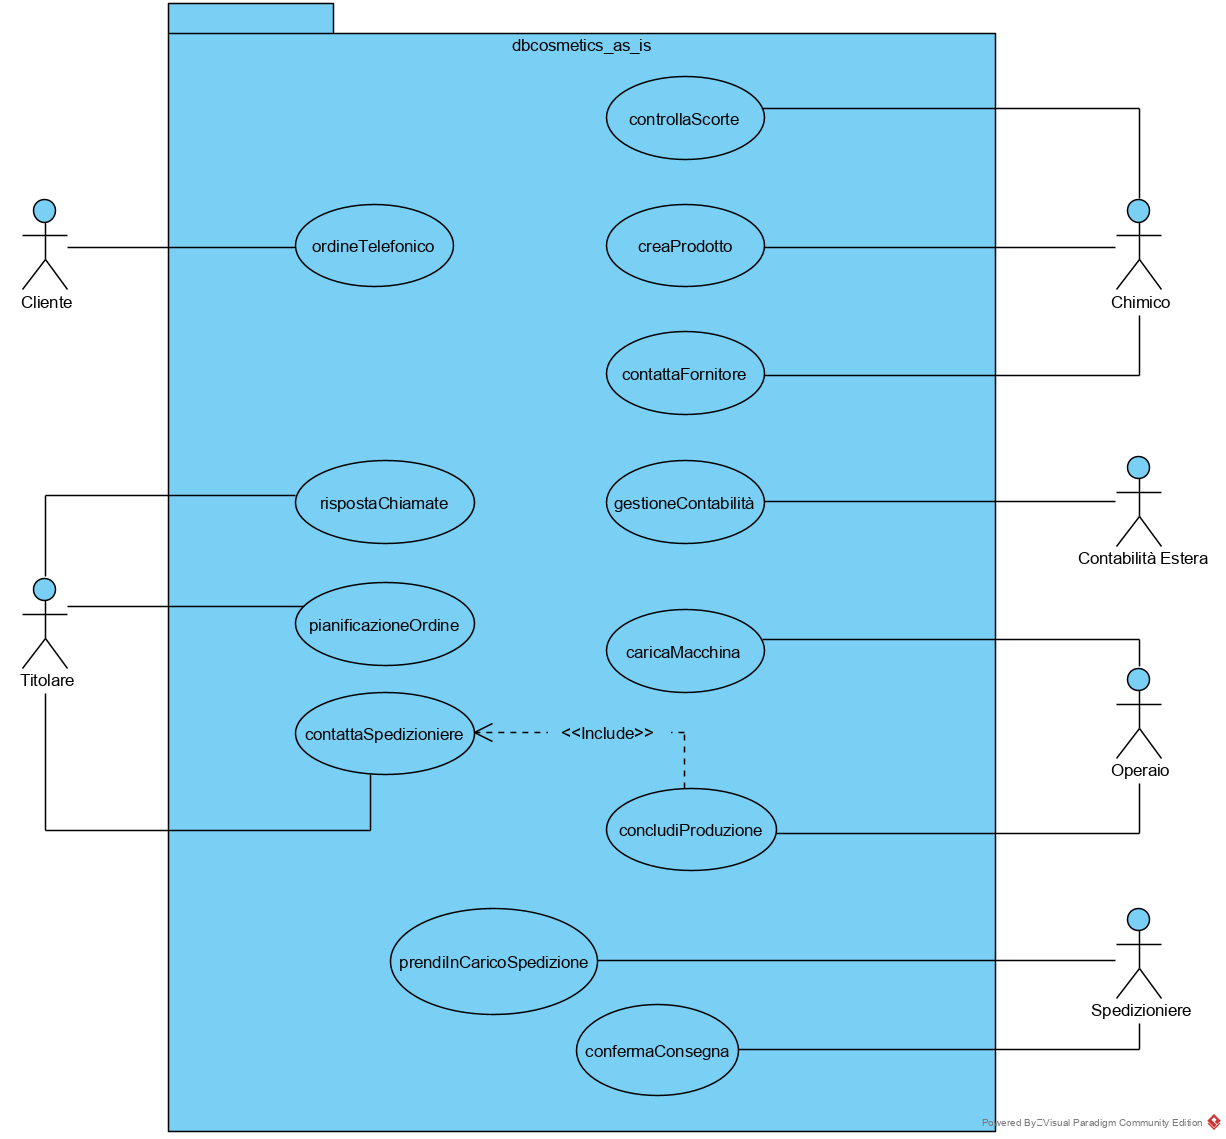 dbcosmetics_as_is
controllaScorte
ordineTelefonico
creaProdotto
Cliente
Chimico
contattaFornitore
rispostaChiamate
gestioneContabilità
Contabilità Estera
pianificazioneOrdine
caricaMacchina
Titolare
contattaSpedizioniere
<<Include>>
Operaio
concludiProduzione
prendiInCaricoSpedizione
Spedizioniere
confermaConsegna
Powered By Visual Paradigm Community Edition